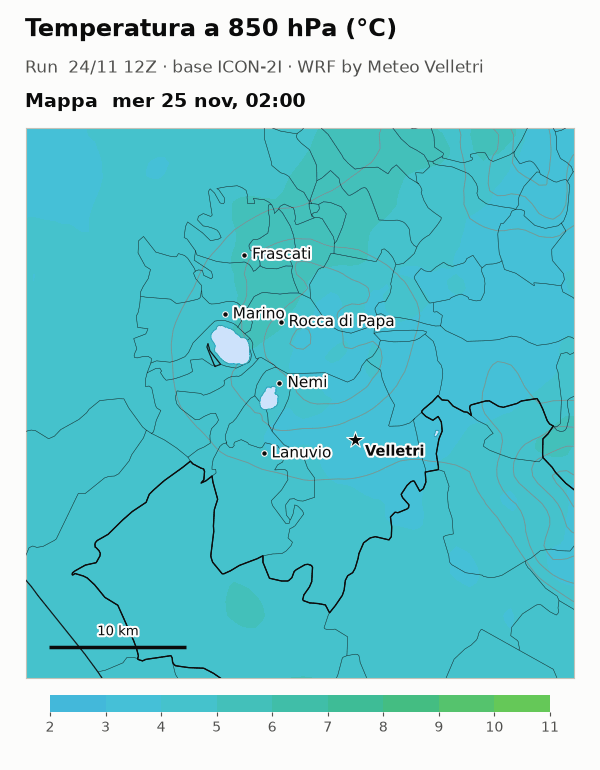 Temperatura a 850 hPa (°C)
Run  24/11 12Z · base ICON-2I · WRF by Meteo Velletri
Mappa  mer 25 nov, 02:00
Frascati
Marino
Rocca di Papa
Nemi
Velletri
Lanuvio
10 km
2 3 4 5 6 7 8 9 10 11